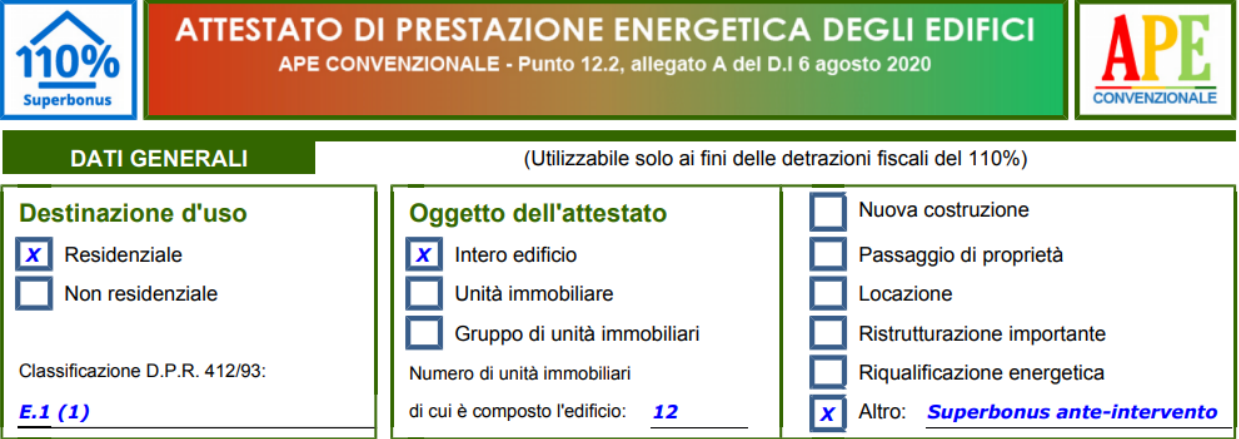 110%
Superbonus
ATTESTATO DI PRESTAZIONE ENERGETICA DEGLI EDIFICI
APE CONVENZIONALE - Punto 12.2, allegato A del D.I 6 agosto 2020
APE
CONVENZIONALE
DATI GENERALI
(Utilizzabile solo ai fini delle detrazioni fiscali del 110%)
Destinazione d'uso
X Residenziale
Non residenziale
Classificazione D.P.R. 412/93:
E.1 (1)
Oggetto dell'attestato
X Intero edificio
Unità immobiliare
Gruppo di unità immobiliari
Numero di unità immobiliari
di cui è composto l'edificio: 12
Nuova costruzione
Passaggio di proprietà
Locazione
Ristrutturazione importante
Riqualificazione energetica
X Altro: Superbonus ante-intervento